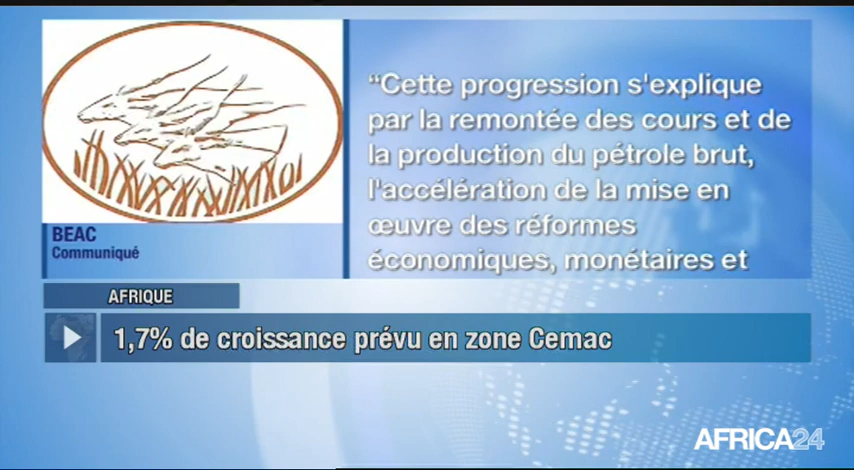 “Cette progression s'explique
par la remontée des cours et de
la production du pétrole brut,
l'accélération de la mise en
œuvre des réformes
économiques, monétaires et
BEAC
Communiqué
AFRIQUE
1,7% de croissance prévu en zone Cemac
AFRICA24